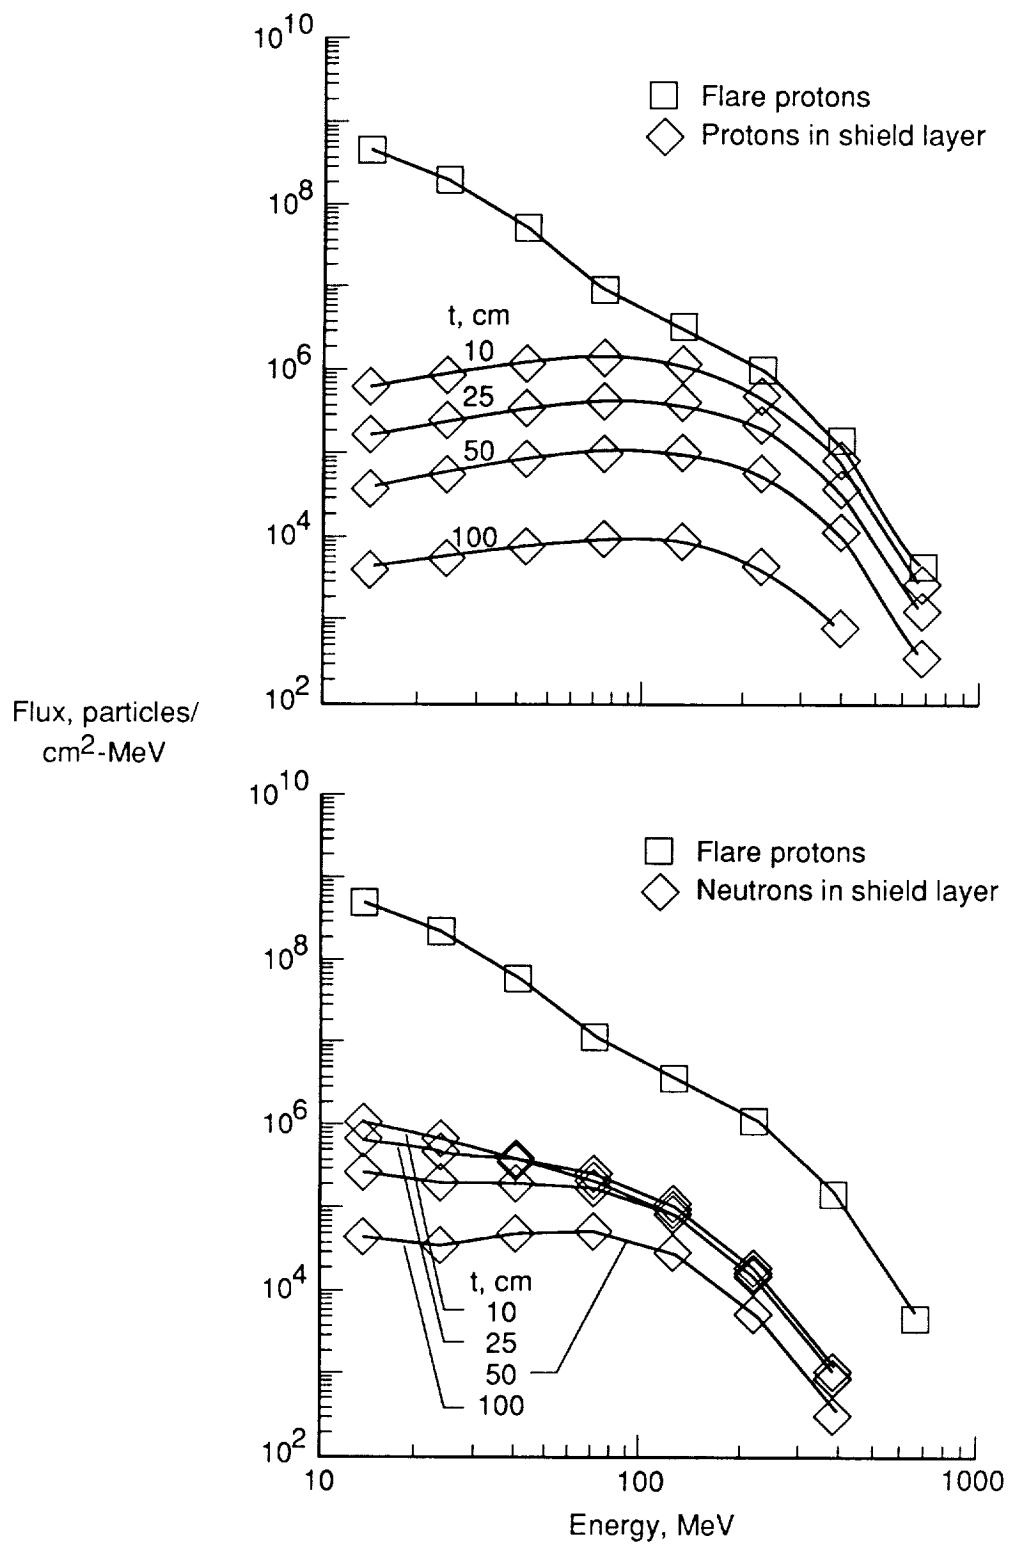 10^10
Flare protons
Protons in shield layer
10^8
t, cm
10
10^6
25
50
10^4
100
10^2
Flux, particles/
cm^2-MeV
10^10
Flare protons
Neutrons in shield layer
10^8
10^6
10^4
t, cm
10
25
50
100
10^2
10 100 1000
Energy, MeV